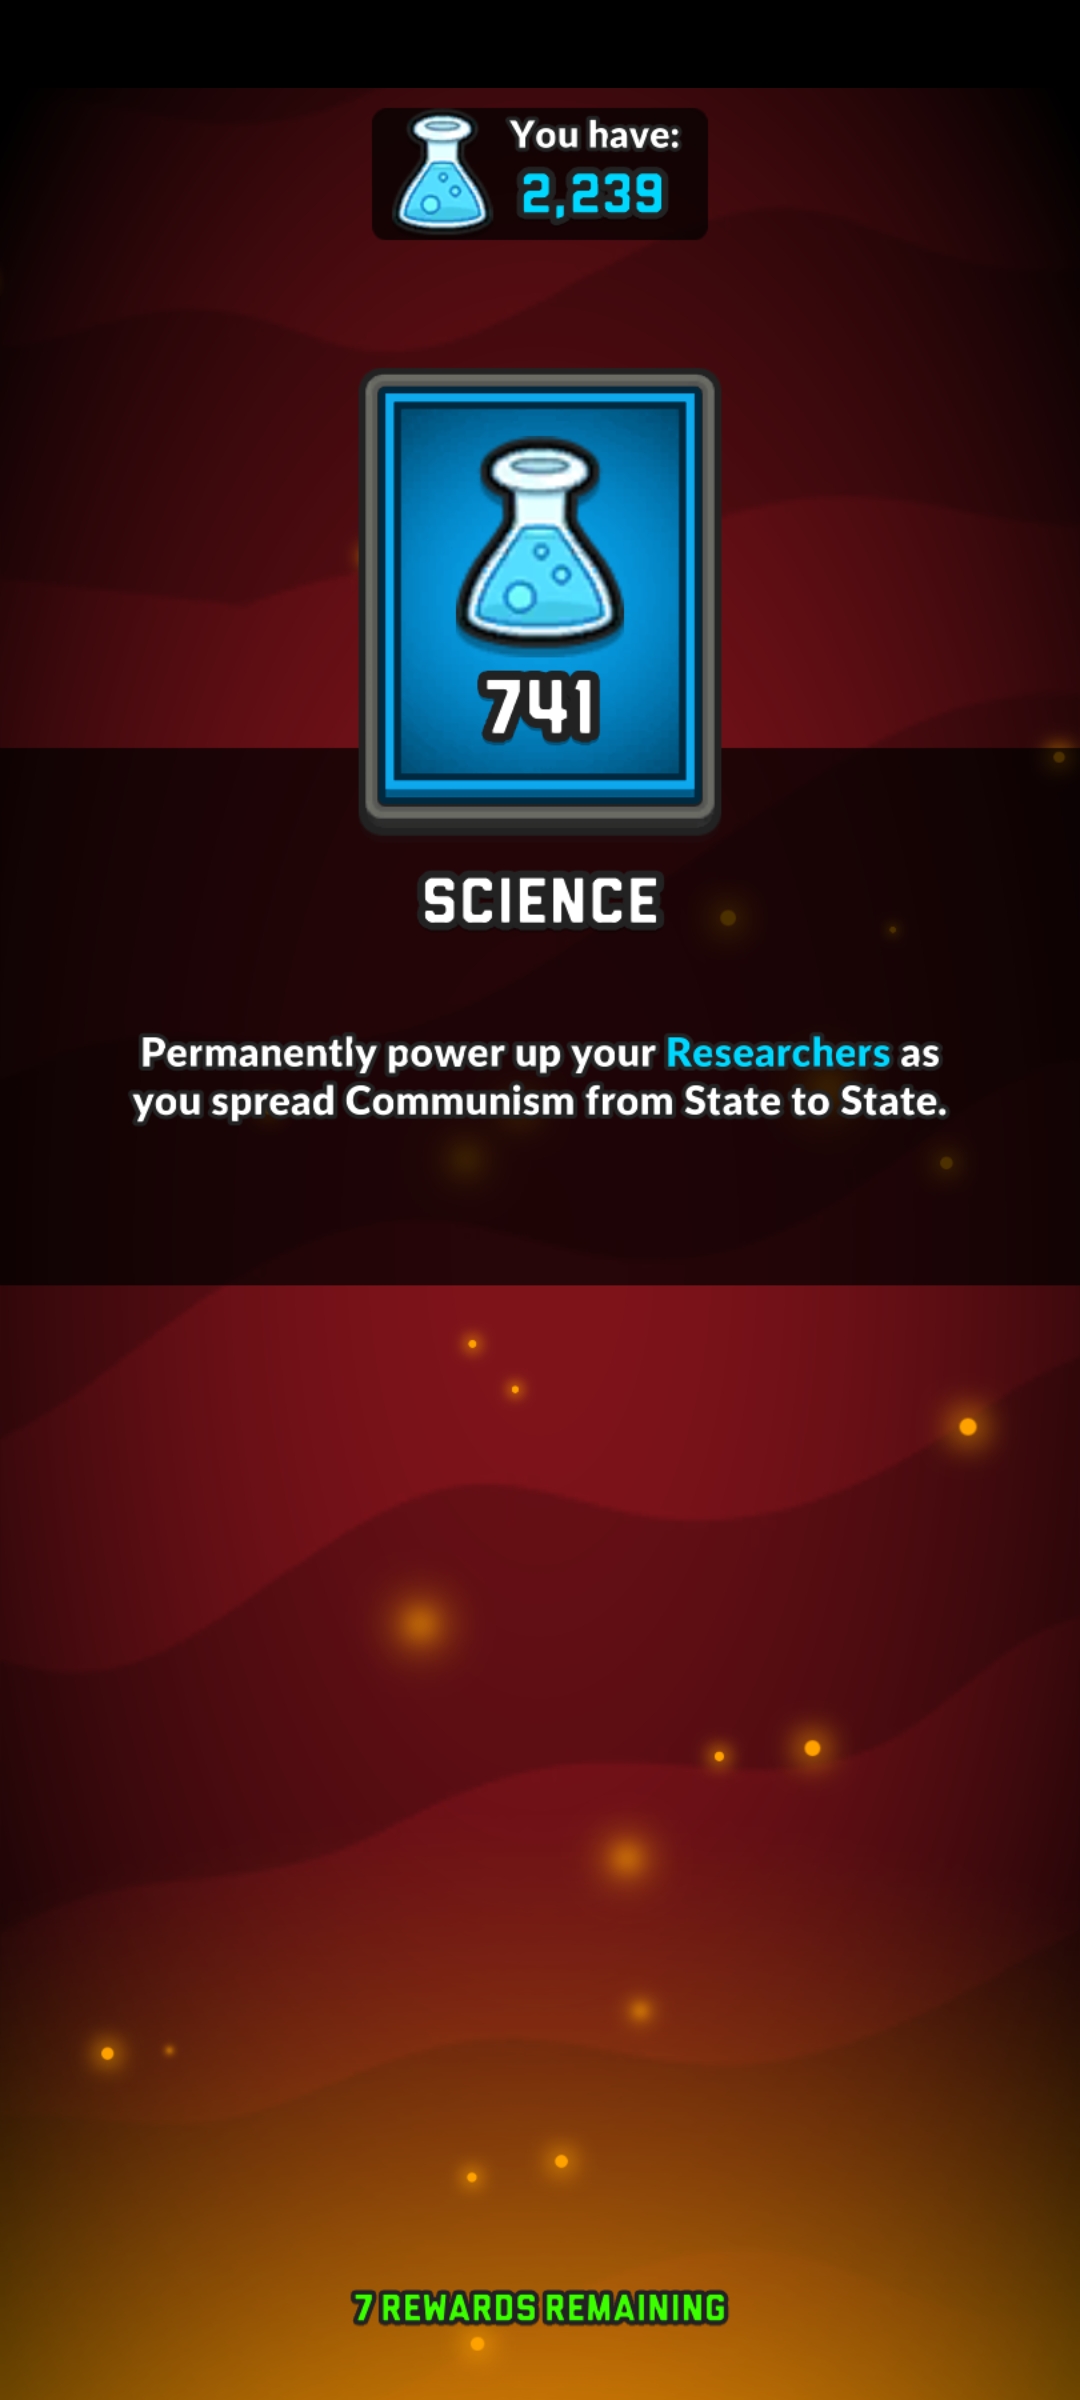 You have:
2,239
741
SCIENCE
Permanently power up your Researchers as
you spread Communism from State to State.
7 REWARDS REMAINING